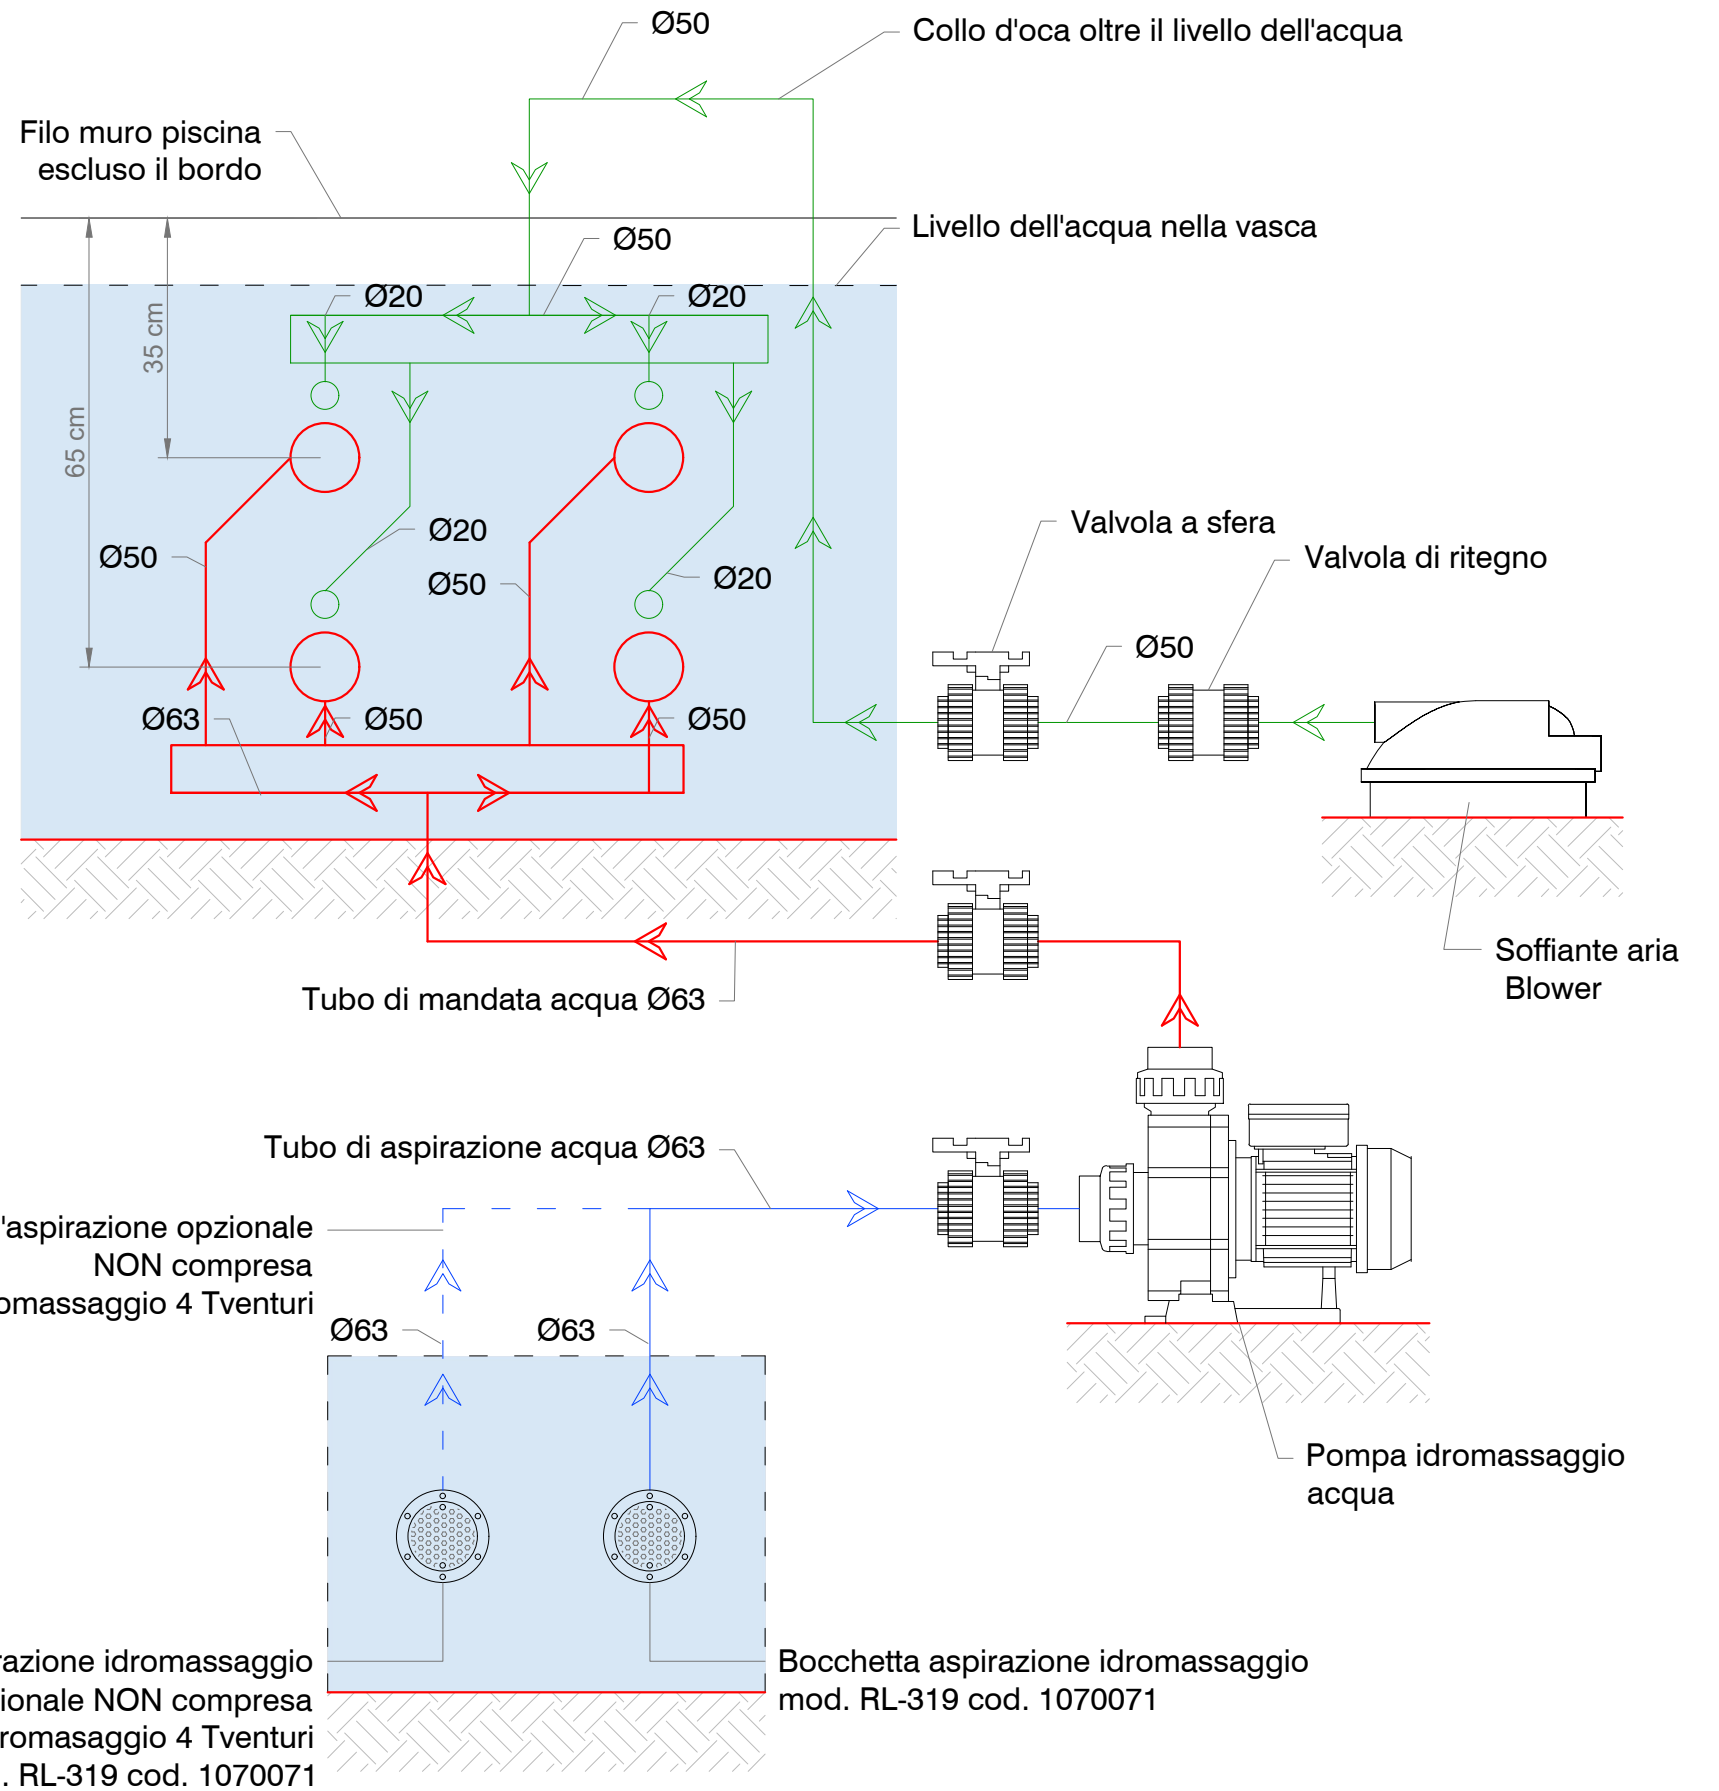 Ø50
Collo d'oca oltre il livello dell'acqua
Filo muro piscina
escluso il bordo
Livello dell'acqua nella vasca
Ø50
Ø20
Ø20
35 cm
65 cm
Ø20
Ø50
Ø50
Ø20
Valvola a sfera
Valvola di ritegno
Ø50
Ø63
Ø50
Ø50
Soffiante aria
Blower
Tubo di mandata acqua Ø63
Tubo di aspirazione acqua Ø63
'aspirazione opzionale
NON compresa
omassaggio 4 Tventuri
Ø63
Ø63
Pompa idromassaggio
acqua
razione idromassaggio
ionale NON compresa
romasaggio 4 Tventuri
. RL-319 cod. 1070071
Bocchetta aspirazione idromassaggio
mod. RL-319 cod. 1070071